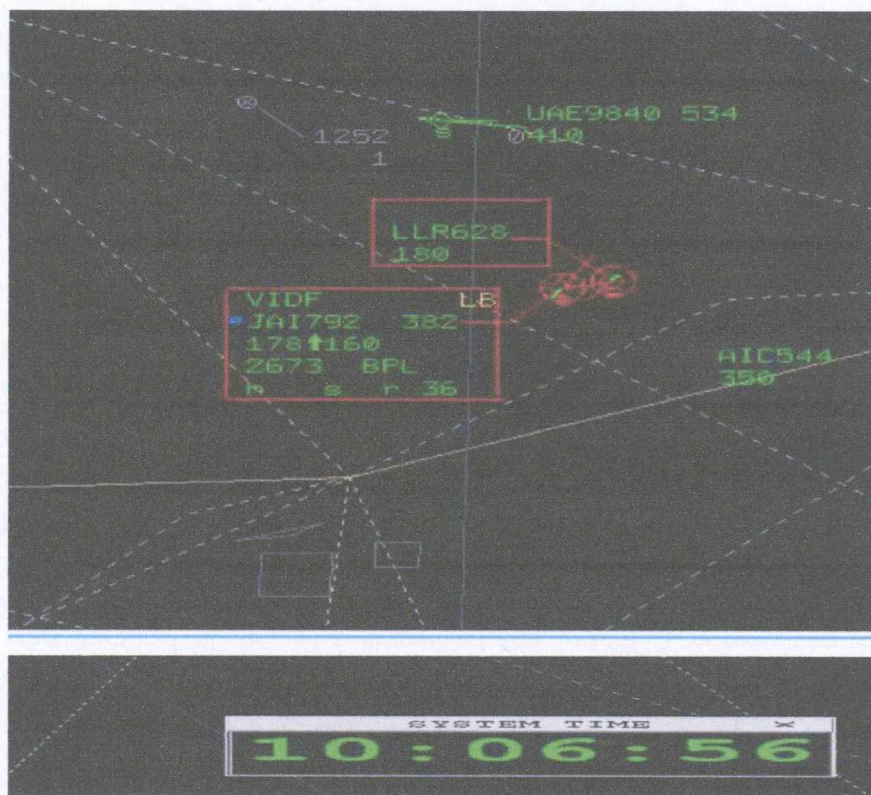 UAE9840 534
410
1252
1
LLR628
180
VIDF LB
JAI792 382
178⬆160
2673 BPL
n s r 36
AIC544
350
s
SYSTEM TIME
10:06:56